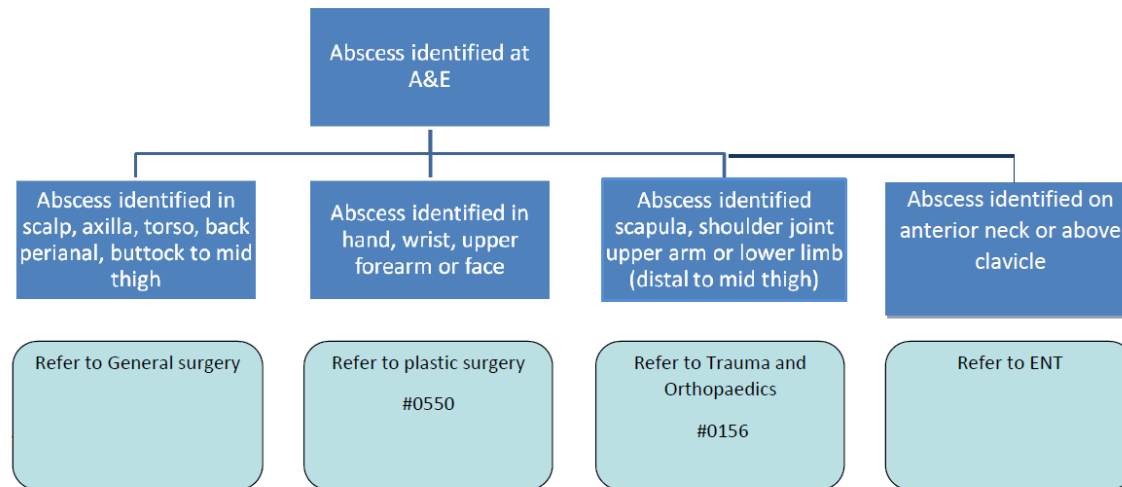 Abscess identified at
A&E
Abscess identified in
scalp, axilla, torso, back
perianal, buttock to mid
thigh
Abscess identified in
hand, wrist, upper
forearm or face
Abscess identified
scapula, shoulder joint
upper arm or lower limb
(distal to mid thigh)
Abscess identified on
anterior neck or above
clavicle
Refer to General surgery
Refer to plastic surgery
#0550
Refer to Trauma and
Orthopaedics
#0156
Refer to ENT